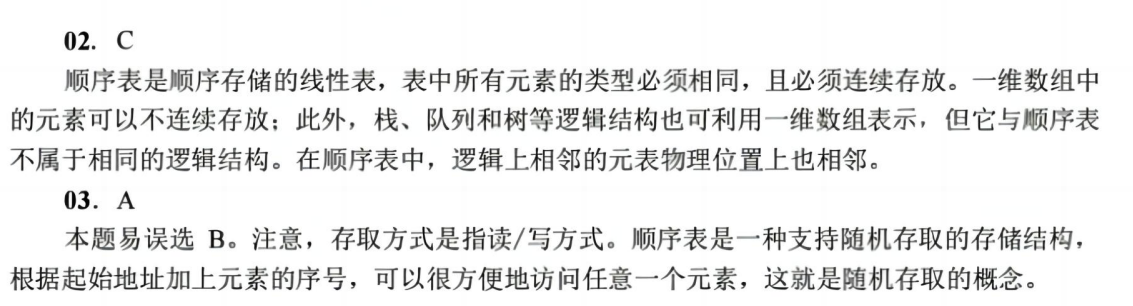 02. C
顺序表是顺序存储的线性表，表中所有元素的类型必须相同，且必须连续存放。一维数组中
的元素可以不连续存放；此外，栈、队列和树等逻辑结构也可利用一维数组表示，但它与顺序表
不属于相同的逻辑结构。在顺序表中，逻辑上相邻的元表物理位置上也相邻。
03. A
本题易误选 B。注意，存取方式是指读/写方式。顺序表是一种支持随机存取的存储结构，
根据起始地址加上元素的序号，可以很方便地访问任意一个元素，这就是随机存取的概念。